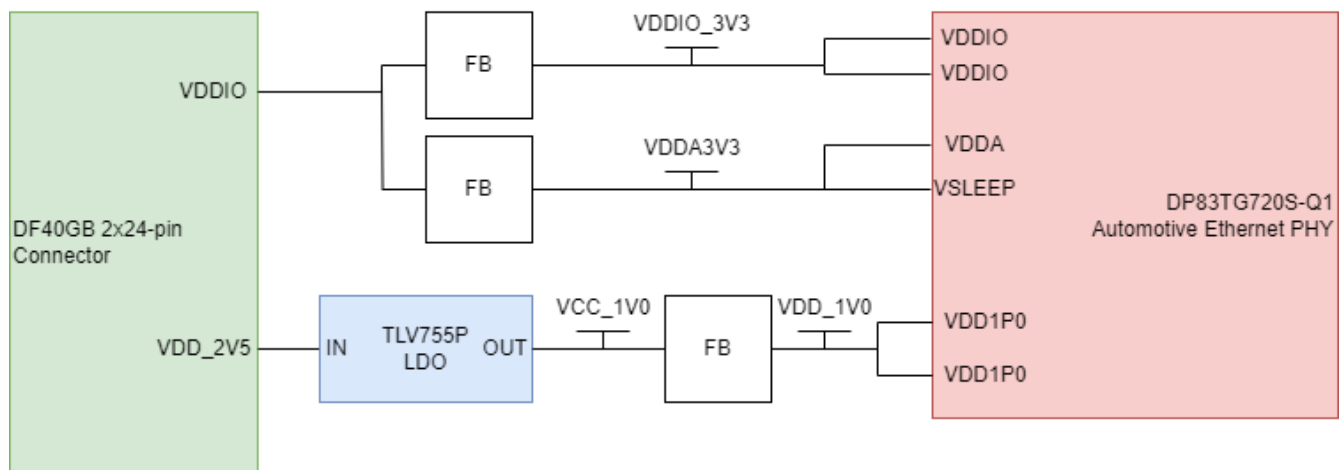 VDDIO_3V3
VDDIO
FB
VDDIO
VDDIO
VDDA3V3
VDDA
FB
VSLEEP
DF40GB 2x24-pin
Connector
DP83TG720S-Q1
Automotive Ethernet PHY
VCC_1V0
VDD_1V0
VDD1P0
VDD_2V5
IN
TLV755P
LDO
OUT
FB
VDD1P0